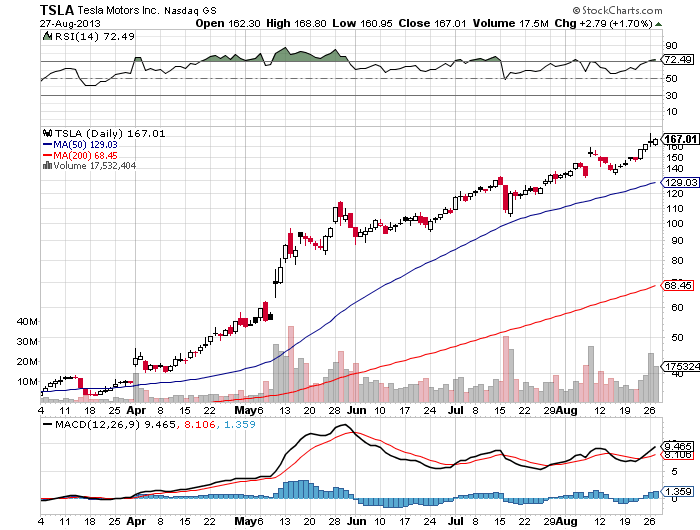 TSLA Tesla Motors Inc. Nasdaq GS © StockCharts.com
27-Aug-2013 Open 162.30 High 168.80 Low 160.95 Close 167.01 Volume 17.5M Chg +2.79 (+1.70%)
RSI(14) 72.49
90
72.49
50
30
10
TSLA (Daily) 167.01
MA(50) 129.03
MA(200) 68.45
Volume 17,532,404
167.01
160
150
140
129.03
120
110
100
90
80
68.45
60
50
40
40M
30M
20M
10M
175324
4 11 18 25 Apr 8 15 22 May 6 13 20 28 Jun 10 17 24 Jul 8 15 22 29 Aug 12 19 26
MACD(12,26,9) 9.465, 8.106, 1.359
9.465
8.106
6
4
2
1.359
0
4 11 18 25 Apr 8 15 22 May 6 13 20 28 Jun 10 17 24 Jul 8 15 22 29 Aug 12 19 26